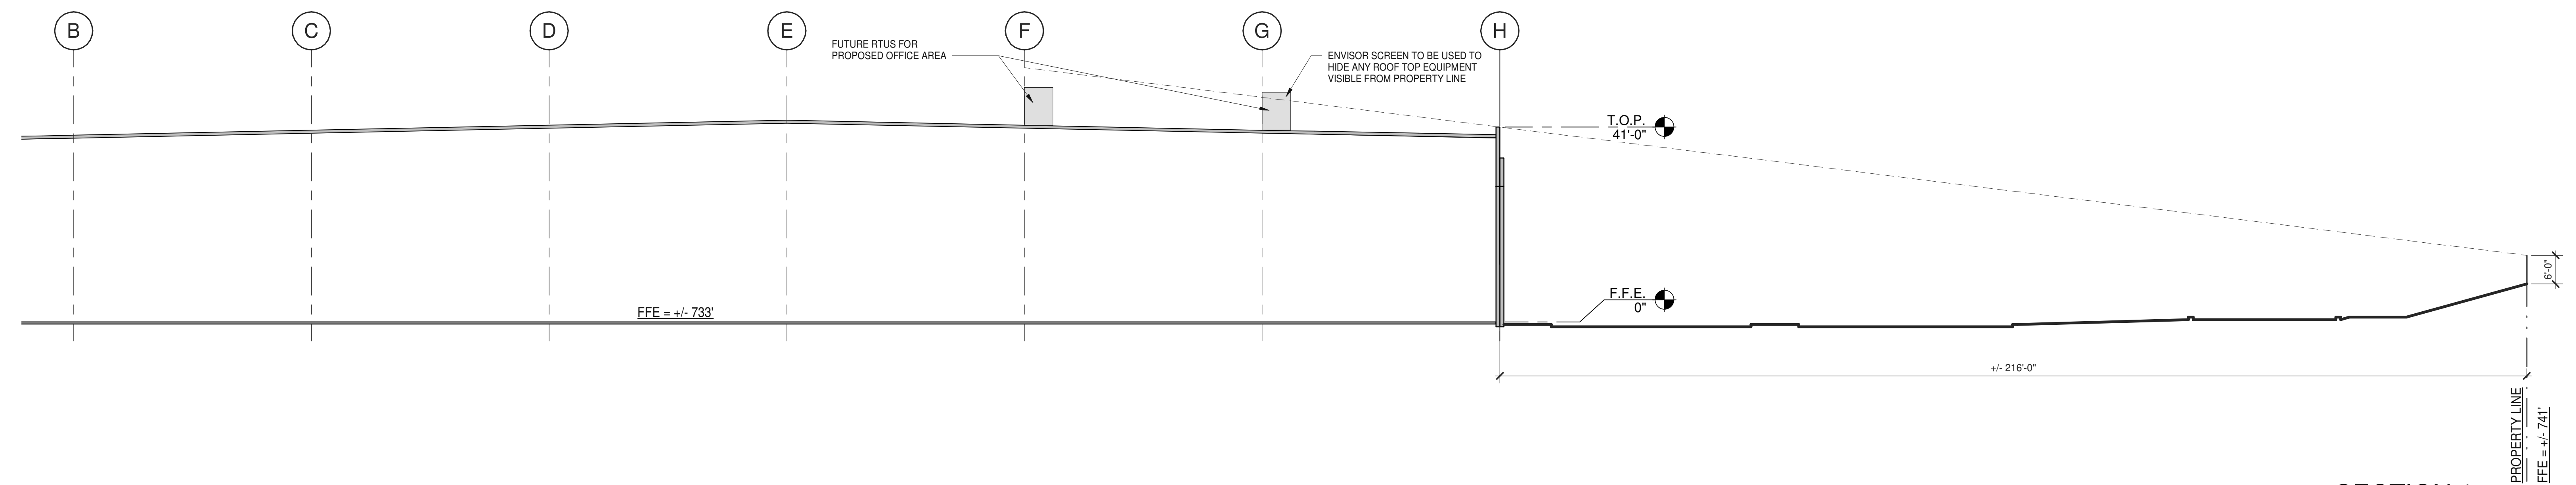 B
C
D
E
F
G
H
FUTURE RTUS FOR
PROPOSED OFFICE AREA
ENVISOR SCREEN TO BE USED TO
HIDE ANY ROOF TOP EQUIPMENT
VISIBLE FROM PROPERTY LINE
T.O.P.
41'-0"
F.F.E.
0"
FFE = +/- 733'
6'-0"
+/- 216'-0"
PROPERTY LINE
FFE = +/- 741'